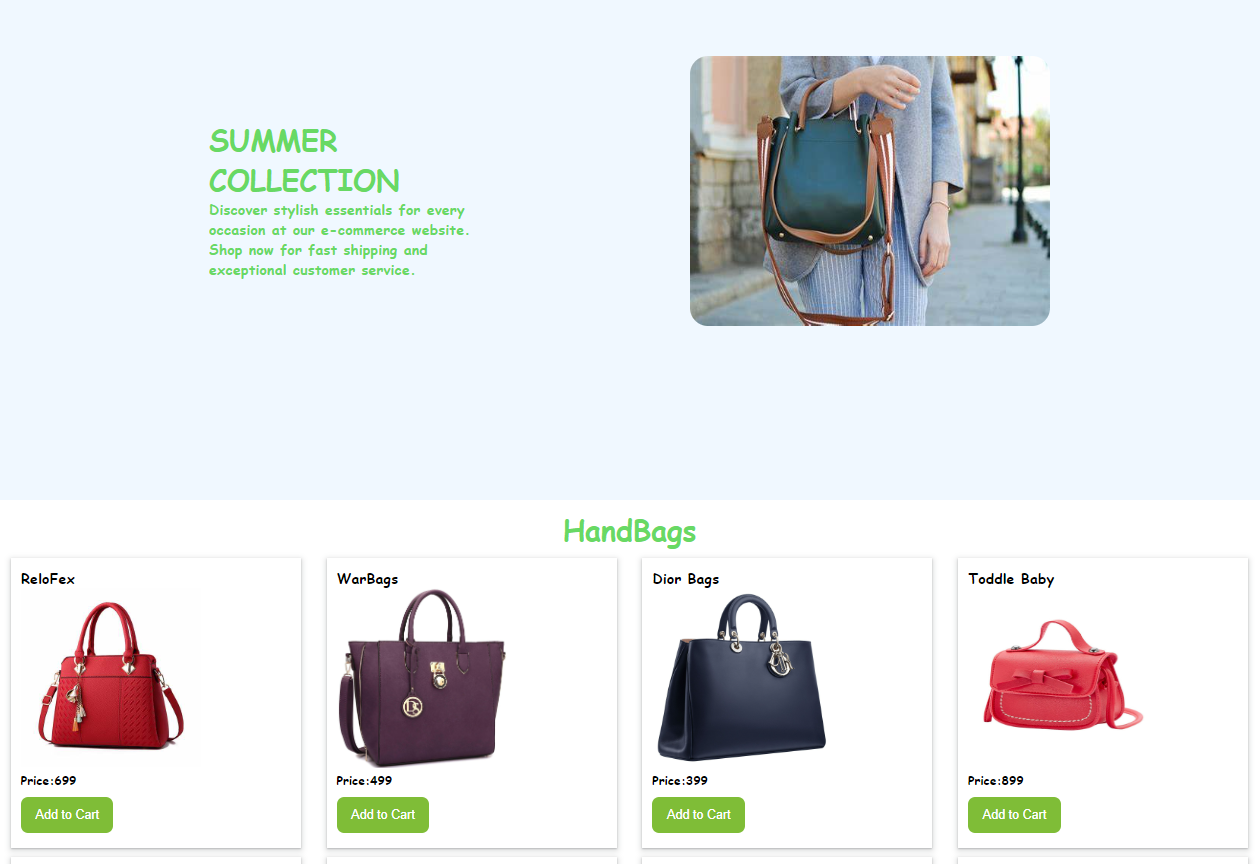 SUMMER
COLLECTION
Discover stylish essentials for every
occasion at our e-commerce website.
Shop now for fast shipping and
exceptional customer service.
HandBags
ReloFex
WarBags
Dior Bags
Toddle Baby
Price:699
Price:499
Price:399
Price:899
Add to Cart
Add to Cart
Add to Cart
Add to Cart